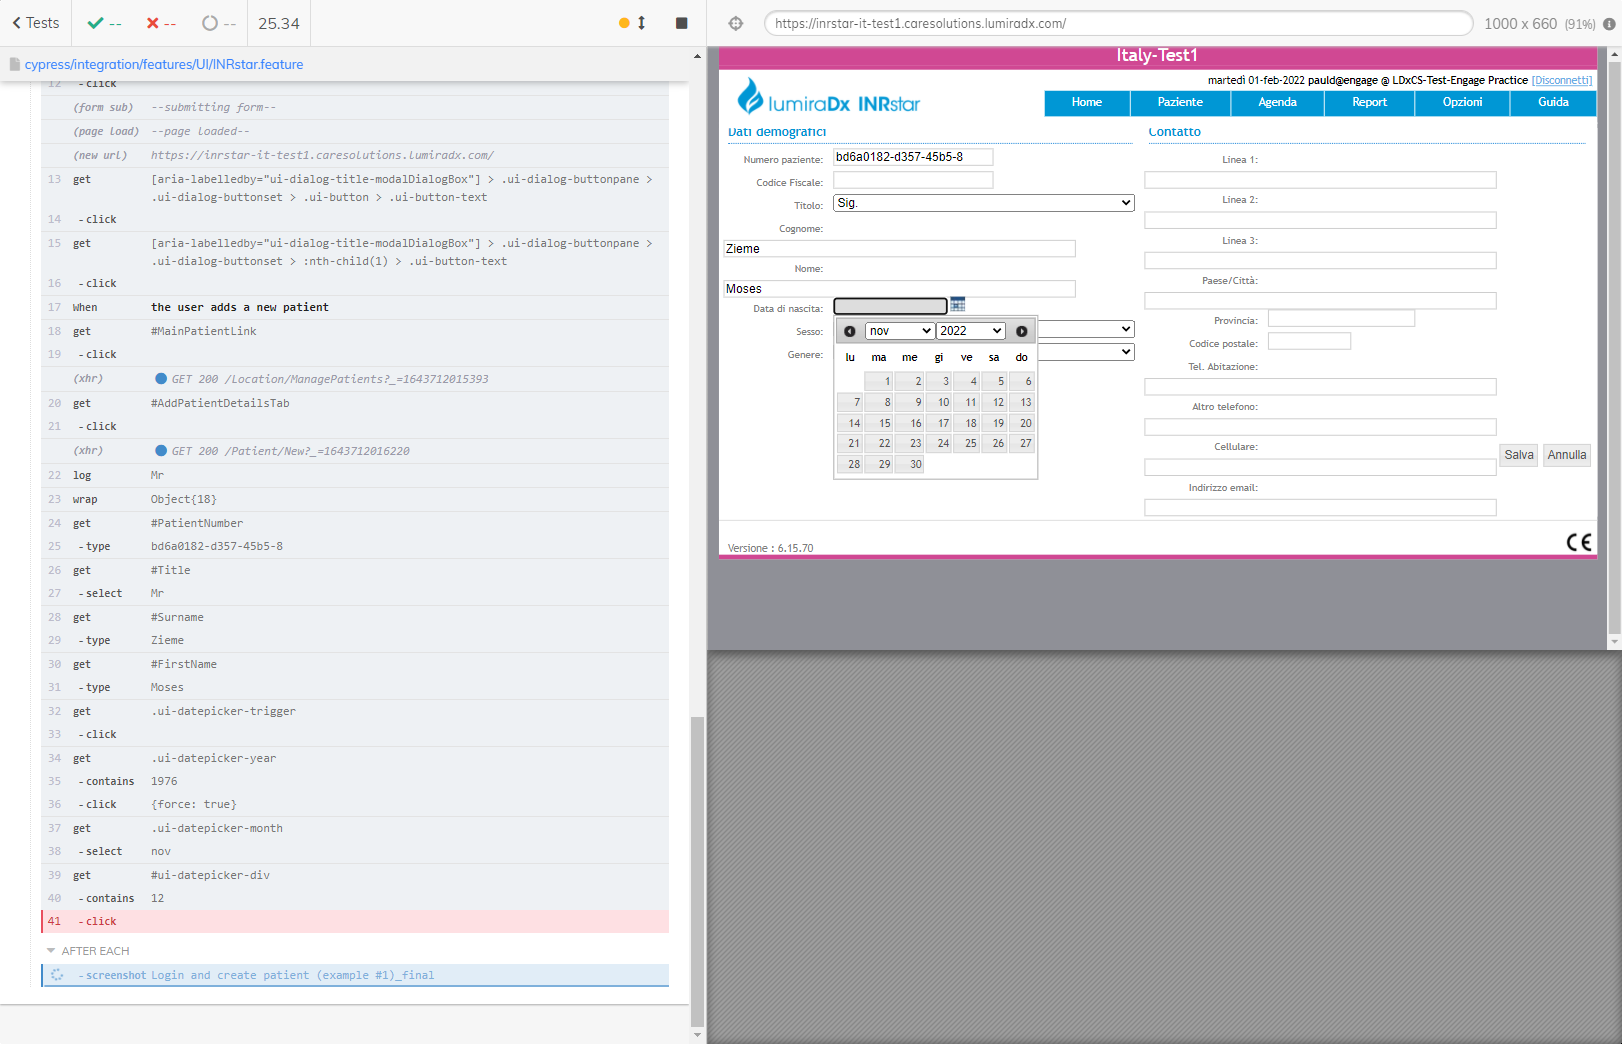 Tests
--
--
--
25.34
cypress/integration/features/UI/INRstar.feature
12 -click
(form sub) --submitting form--
(page load) --page loaded--
(new url) https://inrstar-it-test1.caresolutions.lumiradx.com/
13 get [aria-labelledby="ui-dialog-title-modalDialogBox"] > .ui-dialog-buttonpane >
.ui-dialog-buttonset > .ui-button > .ui-button-text
14 -click
15 get [aria-labelledby="ui-dialog-title-modalDialogBox"] > .ui-dialog-buttonpane >
.ui-dialog-buttonset > :nth-child(1) > .ui-button-text
16 -click
17 When the user adds a new patient
18 get #MainPatientLink
19 -click
(xhr) GET 200 /Location/ManagePatients?_=1643712015393
20 get #AddPatientDetailsTab
21 -click
(xhr) GET 200 /Patient/New?_=1643712016220
22 log Mr
23 wrap Object{18}
24 get #PatientNumber
25 -type bd6a0182-d357-45b5-8
26 get #Title
27 -select Mr
28 get #Surname
29 -type Zieme
30 get #FirstName
31 -type Moses
32 get .ui-datepicker-trigger
33 -click
34 get .ui-datepicker-year
35 -contains 1976
36 -click {force: true}
37 get .ui-datepicker-month
38 -select nov
39 get #ui-datepicker-div
40 -contains 12
41 -click
AFTER EACH
-screenshot Login and create patient (example #1)_final
https://inrstar-it-test1.caresolutions.lumiradx.com/
1000 x 660 (91%)
Italy-Test1
martedì 01-feb-2022 pauld@engage @ LDxCS-Test-Engage Practice [Disconnetti]
lumiraDx INRstar
Home Paziente Agenda Report Opzioni Guida
Dati demografici
Numero paziente: bd6a0182-d357-45b5-8
Codice Fiscale:
Titolo: Sig.
Cognome:
Zieme
Nome:
Moses
Data di nascita:
Sesso:
Genere:
nov 2022
lu ma me gi ve sa do
1 2 3 4 5 6
7 8 9 10 11 12 13
14 15 16 17 18 19 20
21 22 23 24 25 26 27
28 29 30
Contatto
Linea 1:
Linea 2:
Linea 3:
Paese/Città:
Provincia:
Codice postale:
Tel. Abitazione:
Altro telefono:
Cellulare:
Indirizzo email:
Salva Annulla
Versione : 6.15.70
CE